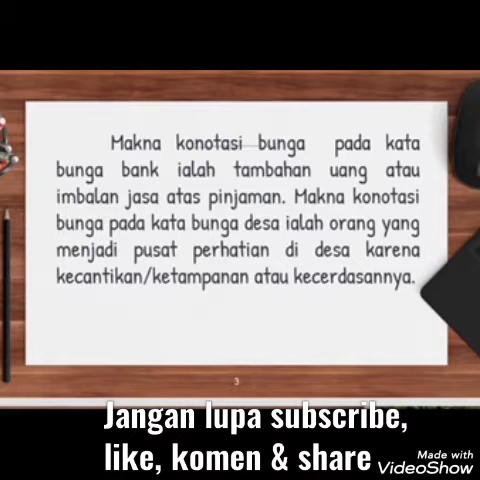 Makna konotasi bunga pada kata
bunga bank ialah tambahan uang atau
imbalan jasa atas pinjaman. Makna konotasi
bunga pada kata bunga desa ialah orang yang
menjadi pusat perhatian di desa karena
kecantikan/ketampanan atau kecerdasannya.
3
Jangan lupa subscribe,
like, komen & share
Made with
VideoShow